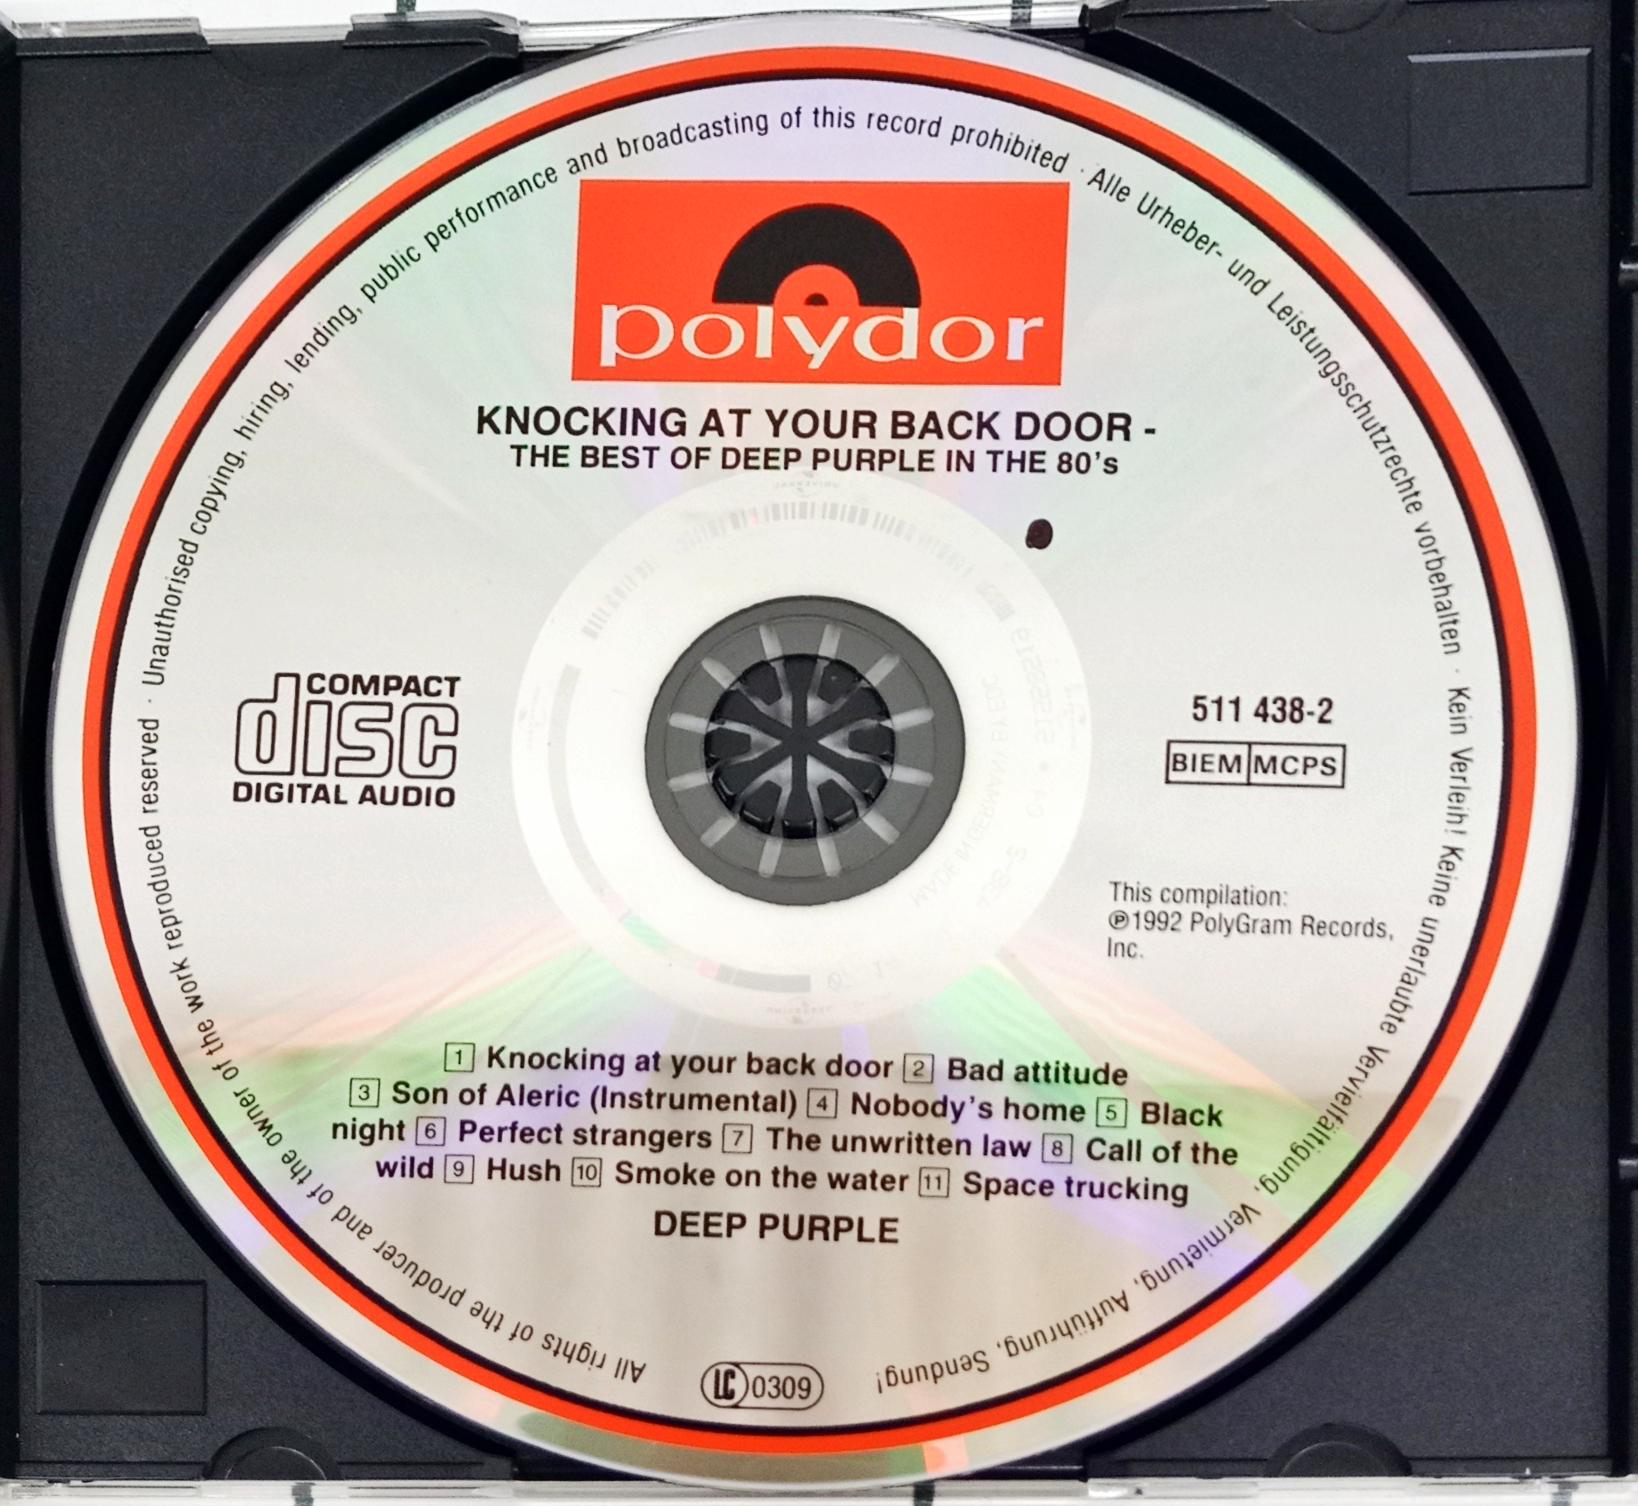 All rights of the producer and of the owner of the work reproduced reserved · Unauthorised copying, hiring, lending, public performance and broadcasting of this record prohibited · Alle Urheber- und Leistungsschutzrechte vorbehalten · Kein Verleih! Keine unerlaubte Vervielfältigung, Vermietung, Aufführung, Sendung!
polydor
KNOCKING AT YOUR BACK DOOR -
THE BEST OF DEEP PURPLE IN THE 80's
COMPACT
disc
DIGITAL AUDIO
511 438-2
BIEM MCPS
This compilation:
℗1992 PolyGram Records,
Inc.
1 Knocking at your back door 2 Bad attitude
3 Son of Aleric (Instrumental) 4 Nobody's home 5 Black
night 6 Perfect strangers 7 The unwritten law 8 Call of the
wild 9 Hush 10 Smoke on the water 11 Space trucking
DEEP PURPLE
LC 0309